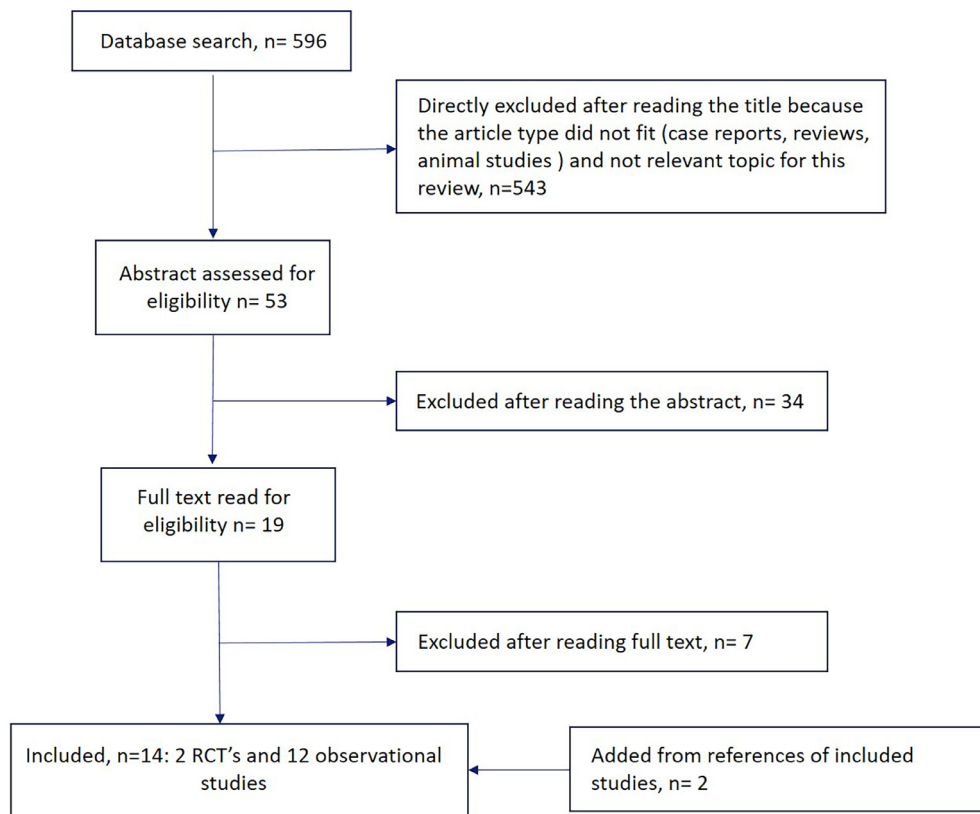 Database search, n= 596
Directly excluded after reading the title because
the article type did not fit (case reports, reviews,
animal studies ) and not relevant topic for this
review, n=543
Abstract assessed for
eligibility n= 53
Excluded after reading the abstract, n= 34
Full text read for
eligibility n= 19
Excluded after reading full text, n= 7
Included, n=14: 2 RCT’s and 12 observational
studies
Added from references of included
studies, n= 2